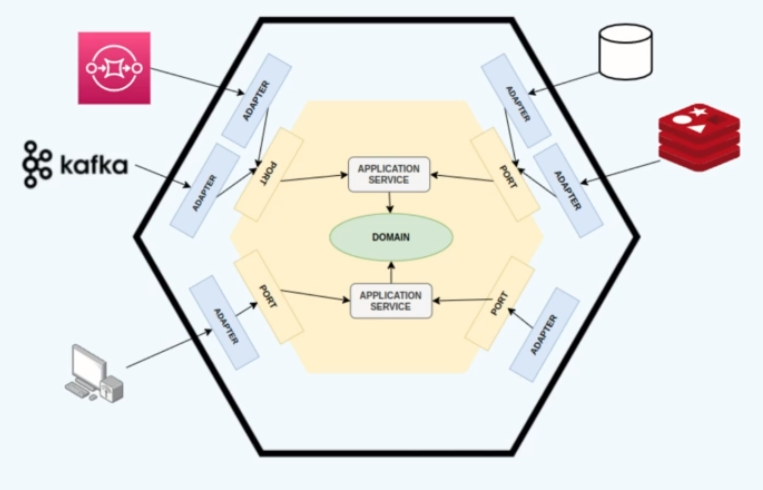 ADAPTER
ADAPTER
kafka
ADAPTER
PORT
APPLICATION
SERVICE
PORT
ADAPTER
DOMAIN
ADAPTER
PORT
APPLICATION
SERVICE
PORT
ADAPTER